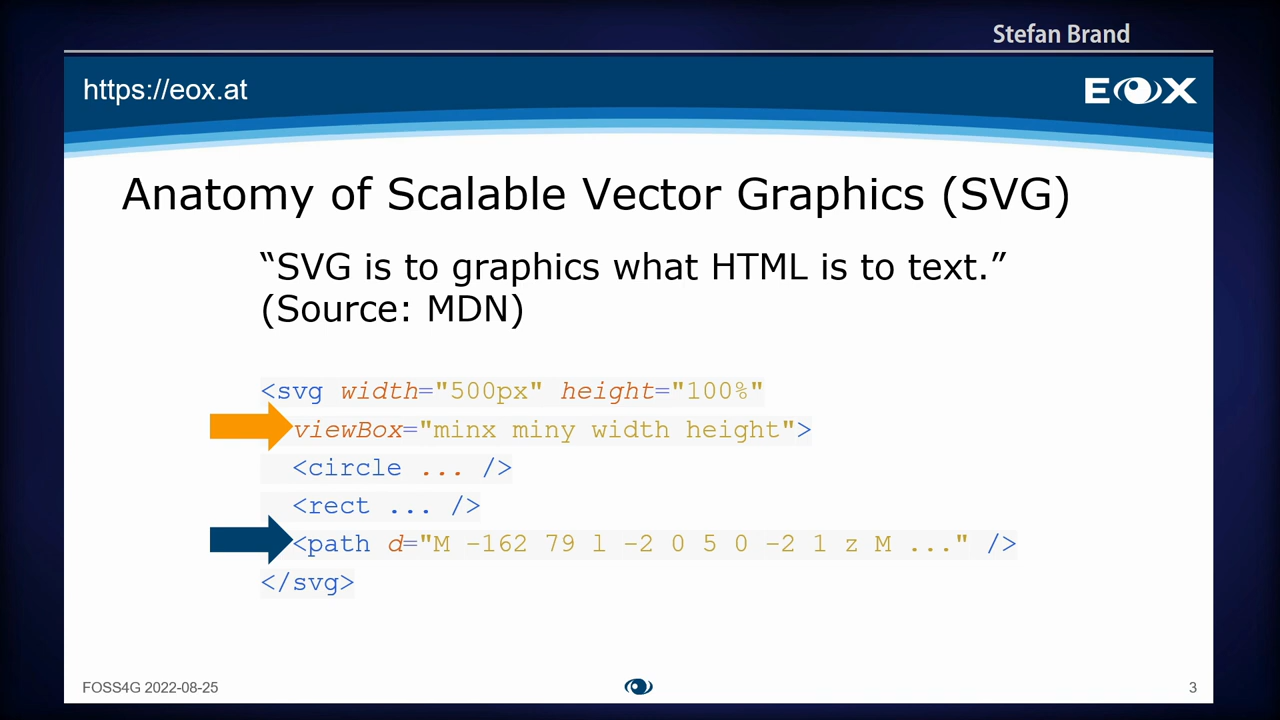 Stefan Brand
https://eox.at
EOX
Anatomy of Scalable Vector Graphics (SVG)
“SVG is to graphics what HTML is to text.”
(Source: MDN)
<svg width="500px" height="100%"
viewBox="minx miny width height">
<circle ... />
<rect ... />
<path d="M -162 79 l -2 0 5 0 -2 1 z M ..." />
</svg>
FOSS4G 2022-08-25
3